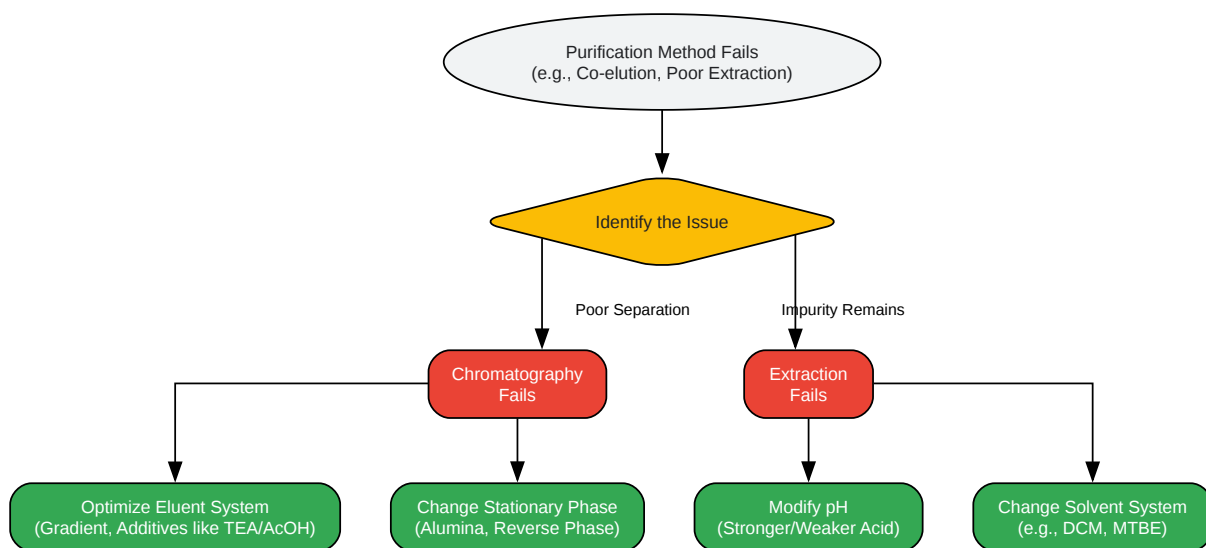 Purification Method Fails
(e.g., Co-elution, Poor Extraction)
Identify the Issue
Poor Separation
Impurity Remains
Chromatography
Fails
Extraction
Fails
Optimize Eluent System
(Gradient, Additives like TEA/AcOH)
Change Stationary Phase
(Alumina, Reverse Phase)
Modify pH
(Stronger/Weaker Acid)
Change Solvent System
(e.g., DCM, MTBE)